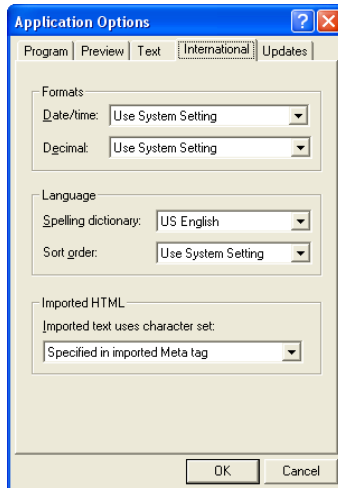 Application Options
Program Preview Text International Updates
Formats
Date/time: Use System Setting
Decimal: Use System Setting
Language
Spelling dictionary: US English
Sort order: Use System Setting
Imported HTML
Imported text uses character set:
Specified in imported Meta tag
OK Cancel